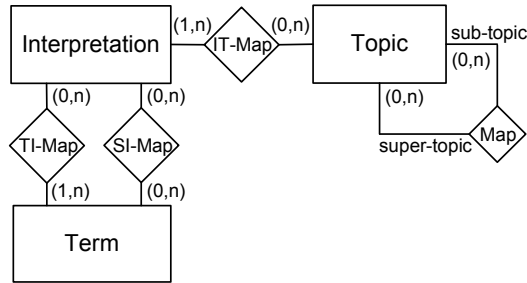 Interpretation
(1,n)
IT-Map
(0,n)
Topic
sub-topic
(0,n)
(0,n)
(0,n)
(0,n)
TI-Map
SI-Map
super-topic
Map
(1,n)
(0,n)
Term